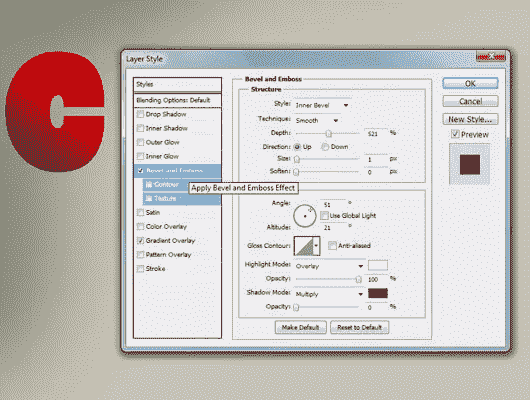 C
Layer Style
Styles
Blending Options: Default
Drop Shadow
Inner Shadow
Outer Glow
Inner Glow
Bevel and Emboss
Contour
Texture
Satin
Color Overlay
Gradient Overlay
Pattern Overlay
Stroke
Apply Bevel and Emboss Effect
Bevel and Emboss
Structure
Style: Inner Bevel
Technique: Smooth
Depth: 521 %
Direction: Up Down
Size: 1 px
Soften: 0 px
Angle: 51 °
Use Global Light
Altitude: 21 °
Gloss Contour: Anti-aliased
Highlight Mode: Overlay
Opacity: 100 %
Shadow Mode: Multiply
Opacity: 0 %
Make Default Reset to Default
OK
Cancel
New Style...
Preview